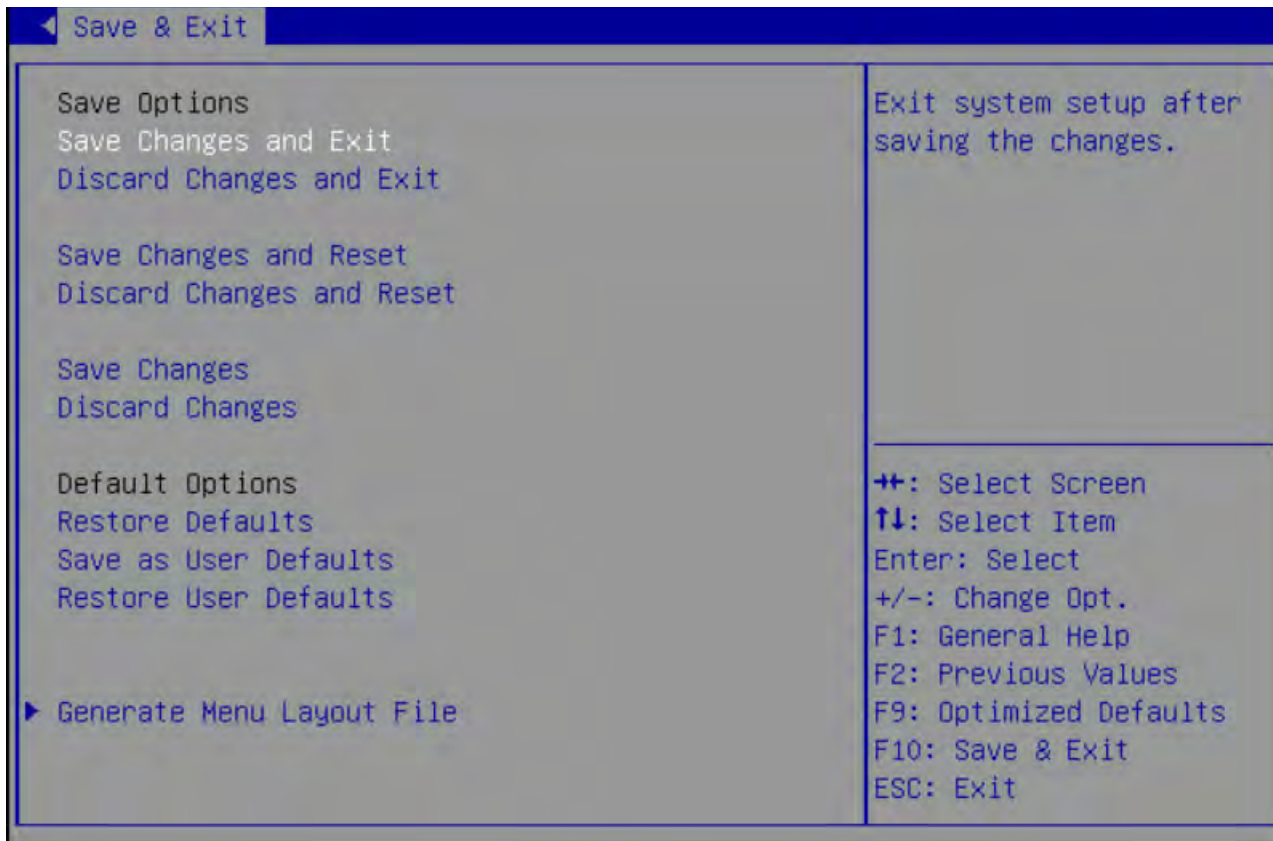 Save & Exit
Save Options
Save Changes and Exit
Discard Changes and Exit
Save Changes and Reset
Discard Changes and Reset
Save Changes
Discard Changes
Default Options
Restore Defaults
Save as User Defaults
Restore User Defaults
Generate Menu Layout File
Exit system setup after
saving the changes.
→←: Select Screen
↑↓: Select Item
Enter: Select
+/-: Change Opt.
F1: General Help
F2: Previous Values
F9: Optimized Defaults
F10: Save & Exit
ESC: Exit